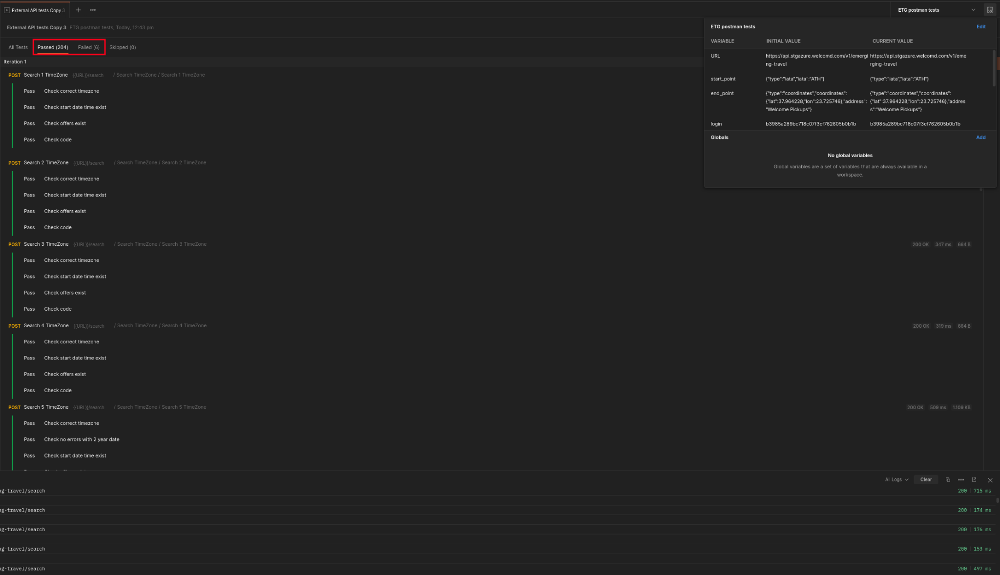 External API tests Copy 3
ETG postman tests
External API tests Copy 3 ETG postman tests, Today, 12:43 pm
All Tests Passed (204) Failed (6) Skipped (0)
Iteration 1
POST Search 1 TimeZone {{URL}}/search / Search TimeZone / Search 1 TimeZone
Pass Check correct timezone
Pass Check start date time exist
Pass Check offers exist
Pass Check code
POST Search 2 TimeZone {{URL}}/search / Search TimeZone / Search 2 TimeZone
Pass Check correct timezone
Pass Check start date time exist
Pass Check offers exist
Pass Check code
POST Search 3 TimeZone {{URL}}/search / Search TimeZone / Search 3 TimeZone 200 OK 347 ms 664 B
Pass Check correct timezone
Pass Check start date time exist
Pass Check offers exist
Pass Check code
POST Search 4 TimeZone {{URL}}/search / Search TimeZone / Search 4 TimeZone 200 OK 319 ms 664 B
Pass Check correct timezone
Pass Check start date time exist
Pass Check offers exist
Pass Check code
POST Search 5 TimeZone {{URL}}/search / Search TimeZone / Search 5 TimeZone 200 OK 509 ms 1.109 KB
Pass Check correct timezone
Pass Check no errors with 2 year date
Pass Check start date time exist
ETG postman tests Edit
VARIABLE INITIAL VALUE CURRENT VALUE
URL https://api.stgazure.welcomd.com/v1/emergi https://api.stgazure.welcomd.com/v1/eme
ng-travel rging-travel
start_point {"type":"iata","iata":"ATH"} {"type":"iata","iata":"ATH"}
end_point {"type":"coordinates","coordinates": {"type":"coordinates","coordinates":
{"lat":37.964228,"lon":23.725746},"address": {"lat":37.964228,"lon":23.725746},"addres
"Welcome Pickups"} s":"Welcome Pickups"}
login b3985a289bc718c07f3cf762605b0b1b b3985a289bc718c07f3cf762605b0b1b
Globals Add
No global variables
Global variables are a set of variables that are always available in a
workspace.
All Logs Clear
ng-travel/search 200 715 ms
ng-travel/search 200 174 ms
ng-travel/search 200 176 ms
ng-travel/search 200 153 ms
ng-travel/search 200 497 ms